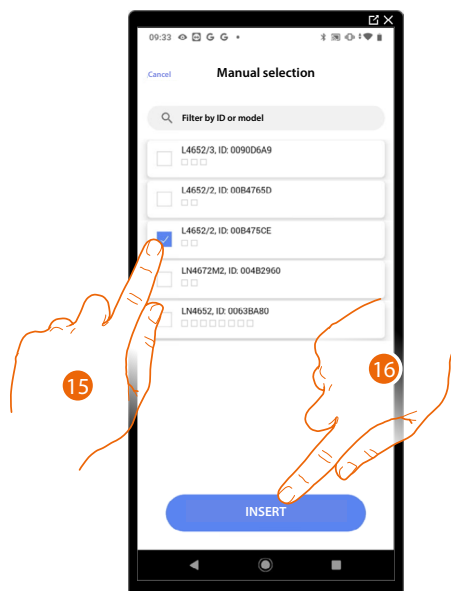 09:33 G G
Cancel
Manual selection
Filter by ID or model
L4652/3, ID: 0090D6A9
L4652/2, ID: 00B4765D
L4652/2, ID: 00B475CE
LN4672M2, ID: 004B2960
LN4652, ID: 0063BA80
15
16
INSERT